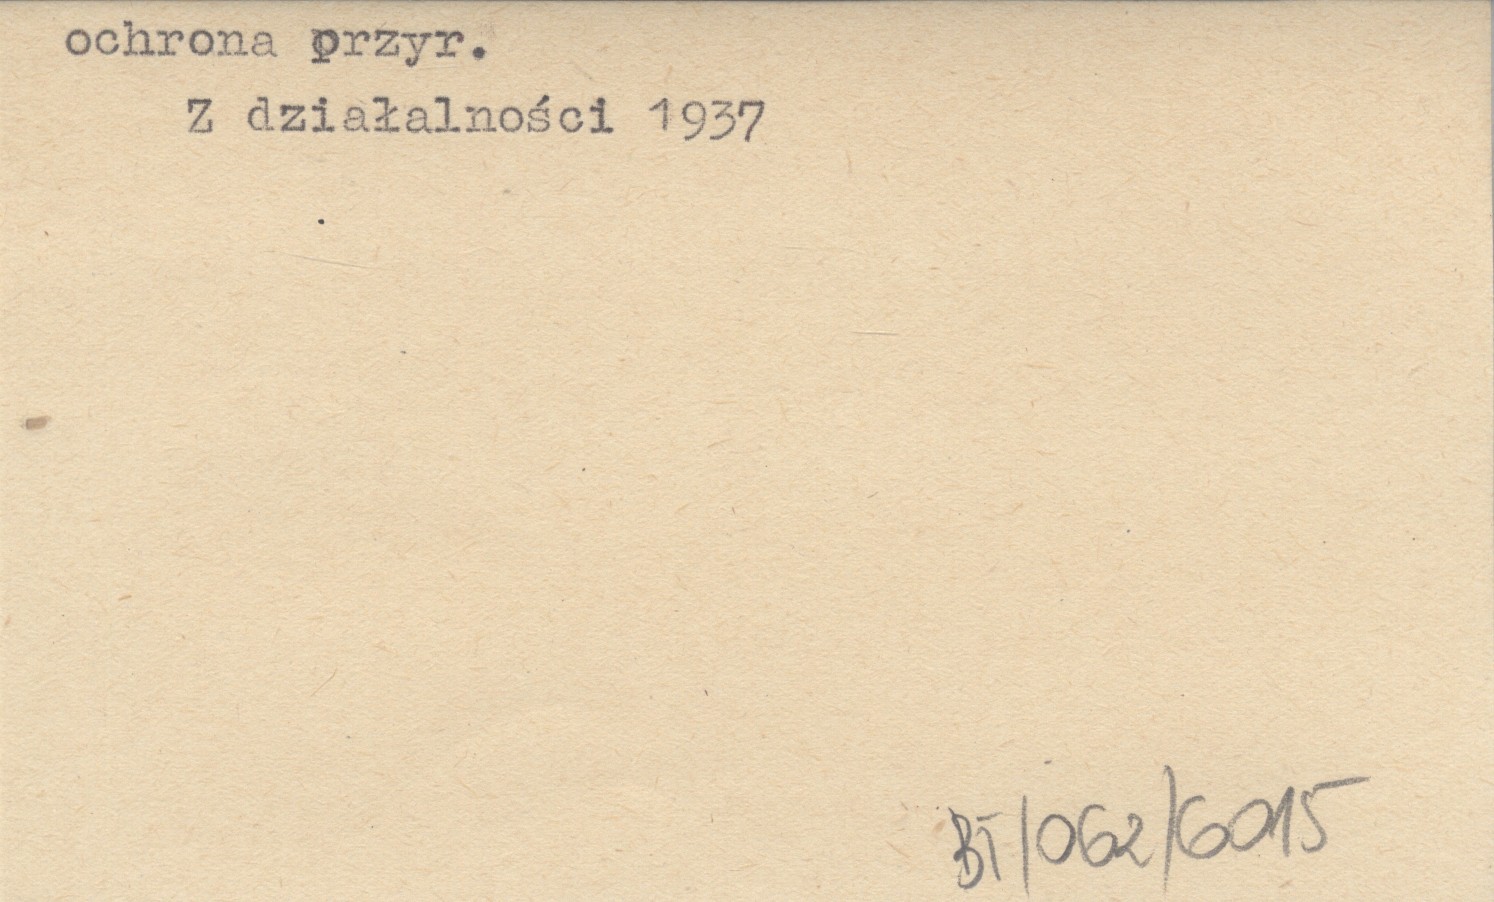 ochrona przyr.
Z działalności 1937
BT/062/6015